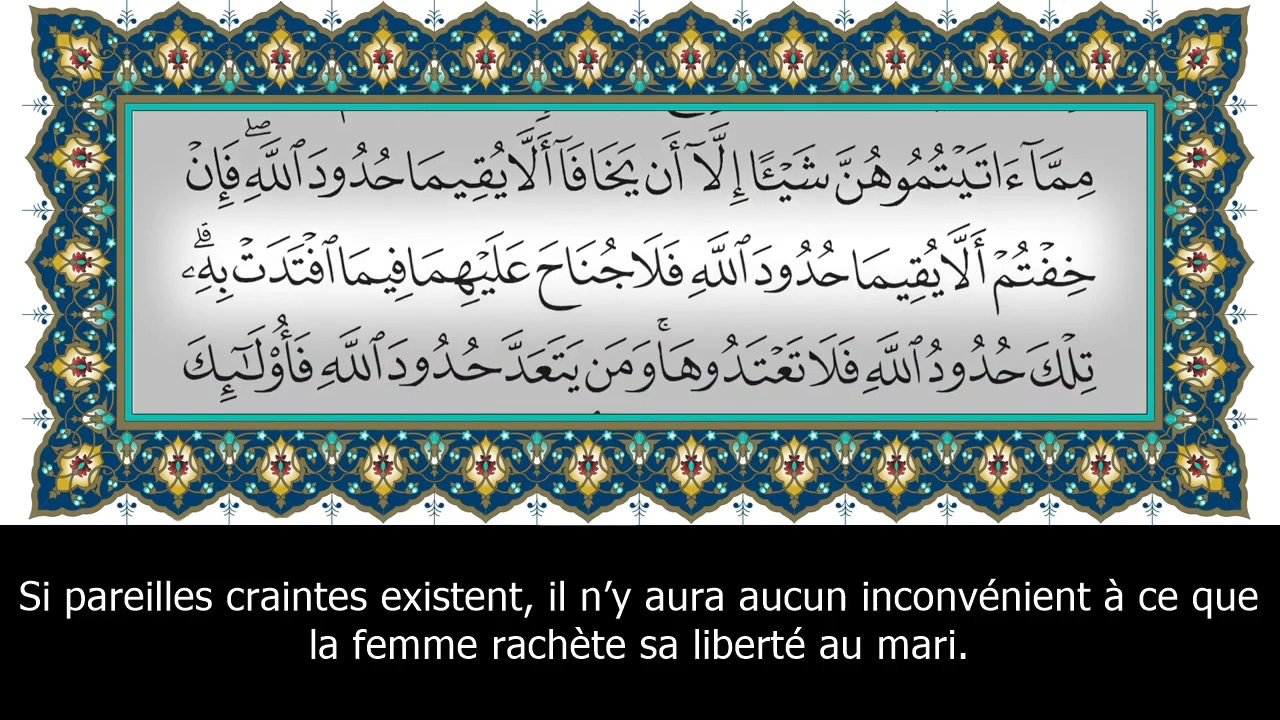 مِمَّآ ءَاتَيْتُمُوهُنَّ شَيْـًٔا إِلَّآ أَن يَخَافَآ أَلَّا يُقِيمَا حُدُودَ ٱللَّهِۖ فَإِنْ
خِفْتُمْ أَلَّا يُقِيمَا حُدُودَ ٱللَّهِ فَلَا جُنَاحَ عَلَيْهِمَا فِيمَا ٱفْتَدَتْ بِهِۦۗ
تِلْكَ حُدُودُ ٱللَّهِ فَلَا تَعْتَدُوهَاۚ وَمَن يَتَعَدَّ حُدُودَ ٱللَّهِ فَأُو۟لَـٰٓئِكَ
Si pareilles craintes existent, il n’y aura aucun inconvénient à ce que
la femme rachète sa liberté au mari.